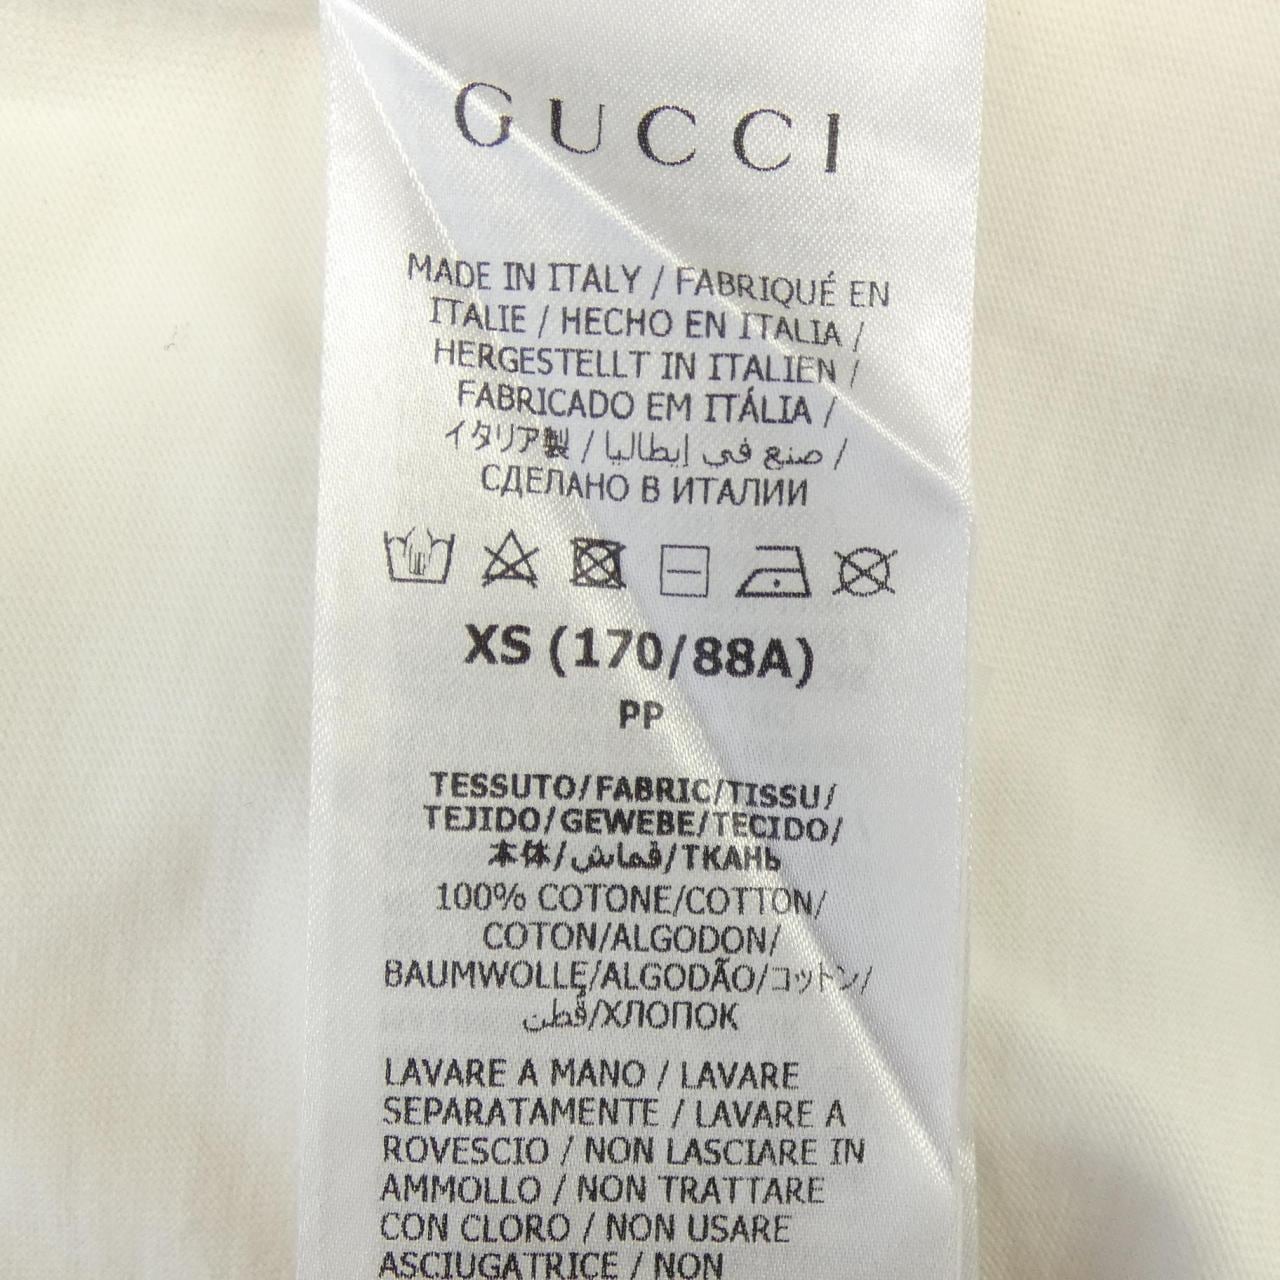 GUCCI
MADE IN ITALY / FABRIQUÉ EN
ITALIE / HECHO EN ITALIA /
HERGESTELLT IN ITALIEN /
FABRICADO EM ITÁLIA /
イタリア製 / صنع في إيطاليا /
СДЕЛАНО В ИТАЛИИ
XS (170/88A)
PP
TESSUTO/FABRIC/TISSU/
TEJIDO/GEWEBE/TECIDO/
本体/قماش/ТКАНЬ
100% COTONE/COTTON/
COTON/ALGODON/
BAUMWOLLE/ALGODÃO/コットン/
قُطن/ХЛОПОК
LAVARE A MANO / LAVARE
SEPARATAMENTE / LAVARE A
ROVESCIO / NON LASCIARE IN
AMMOLLO / NON TRATTARE
CON CLORO / NON USARE
ASCIUGATRICE / NON